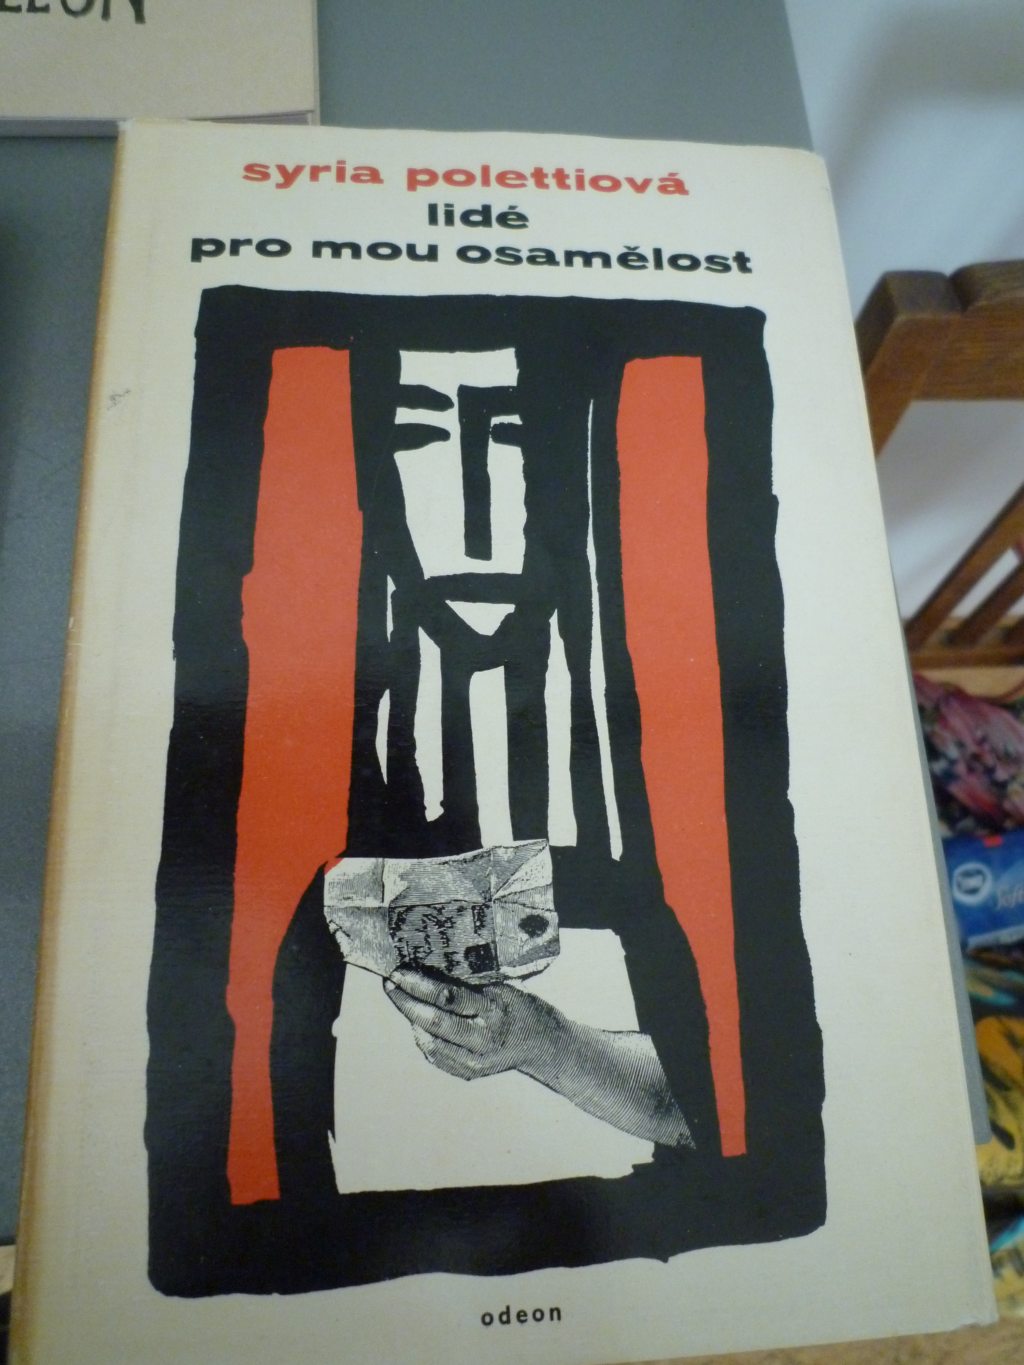 syria polettiová
lidé
pro mou osamělost
odeon